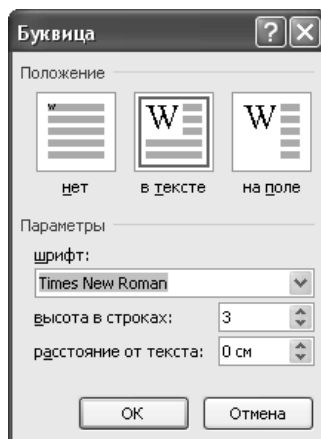 Буквица
Положение
W W W
нет в тексте на поле
Параметры
шрифт:
Times New Roman
высота в строках: 3
расстояние от текста: 0 см
ОК Отмена